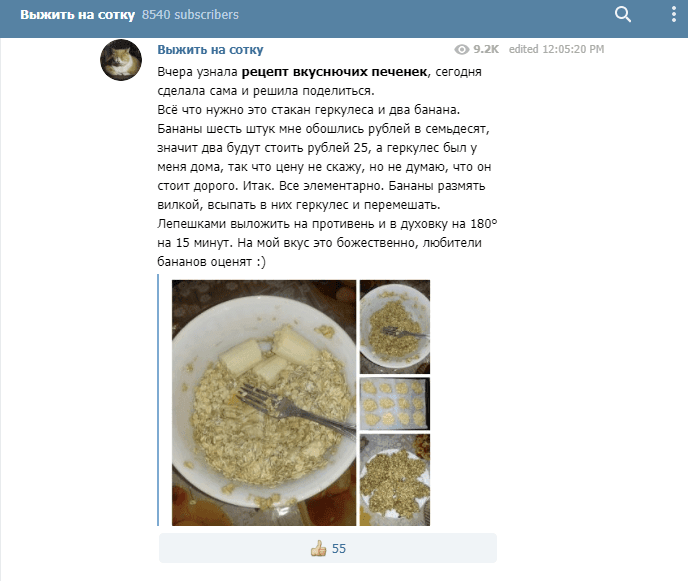 Выжить на сотку 8540 subscribers
Выжить на сотку 9.2K edited 12:05:20 PM
Вчера узнала рецепт вкуснючих печенек, сегодня
сделала сама и решила поделиться.
Всё что нужно это стакан геркулеса и два банана.
Бананы шесть штук мне обошлись рублей в семьдесят,
значит два будут стоить рублей 25, а геркулес был у
меня дома, так что цену не скажу, но не думаю, что он
стоит дорого. Итак. Все элементарно. Бананы размять
вилкой, всыпать в них геркулес и перемешать.
Лепешками выложить на противень и в духовку на 180º
на 15 минут. На мой вкус это божественно, любители
бананов оценят :)
👍 55